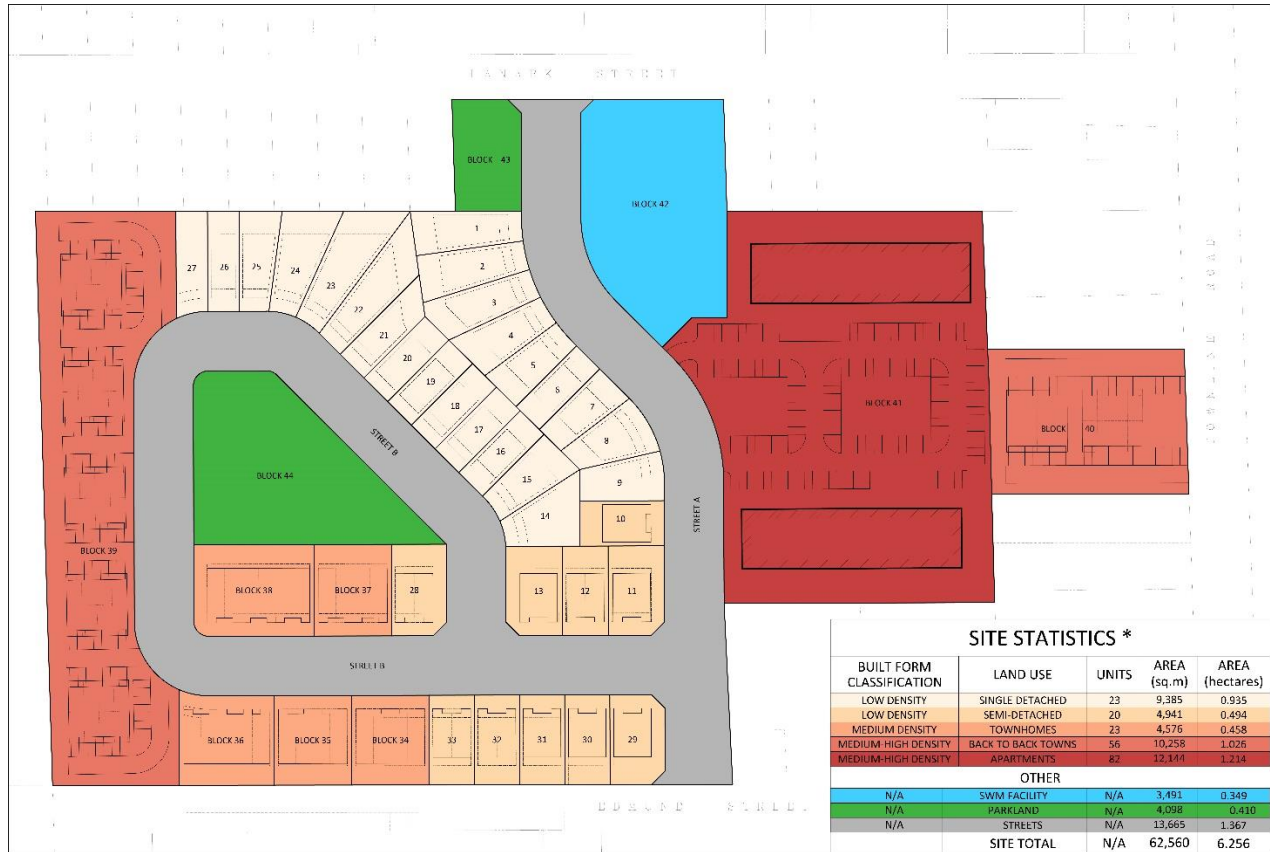 LANARK STREET
BLOCK 43
BLOCK 42
1
2
3
4
5
6
7
8
9
10
11
12
13
14
15
16
17
18
19
20
21
22
23
24
25
26
27
28
BLOCK 41
BLOCK 40
STREET B
STREET A
BLOCK 44
BLOCK 39
BLOCK 38
BLOCK 37
STREET B
BLOCK 36
BLOCK 35
BLOCK 34
33
32
31
30
29
EDMUND STREET
SITE STATISTICS *
BUILT FORM CLASSIFICATION LAND USE UNITS AREA (sq.m) AREA (hectares)
LOW DENSITY SINGLE DETACHED 23 9,385 0.935
LOW DENSITY SEMI-DETACHED 20 4,941 0.494
MEDIUM DENSITY TOWNHOMES 23 4,576 0.458
MEDIUM-HIGH DENSITY BACK TO BACK TOWNS 56 10,258 1.026
MEDIUM-HIGH DENSITY APARTMENTS 82 12,144 1.214
OTHER
N/A SWM FACILITY N/A 3,491 0.349
N/A PARKLAND N/A 4,098 0.410
N/A STREETS N/A 13,665 1.367
SITE TOTAL N/A 62,560 6.256